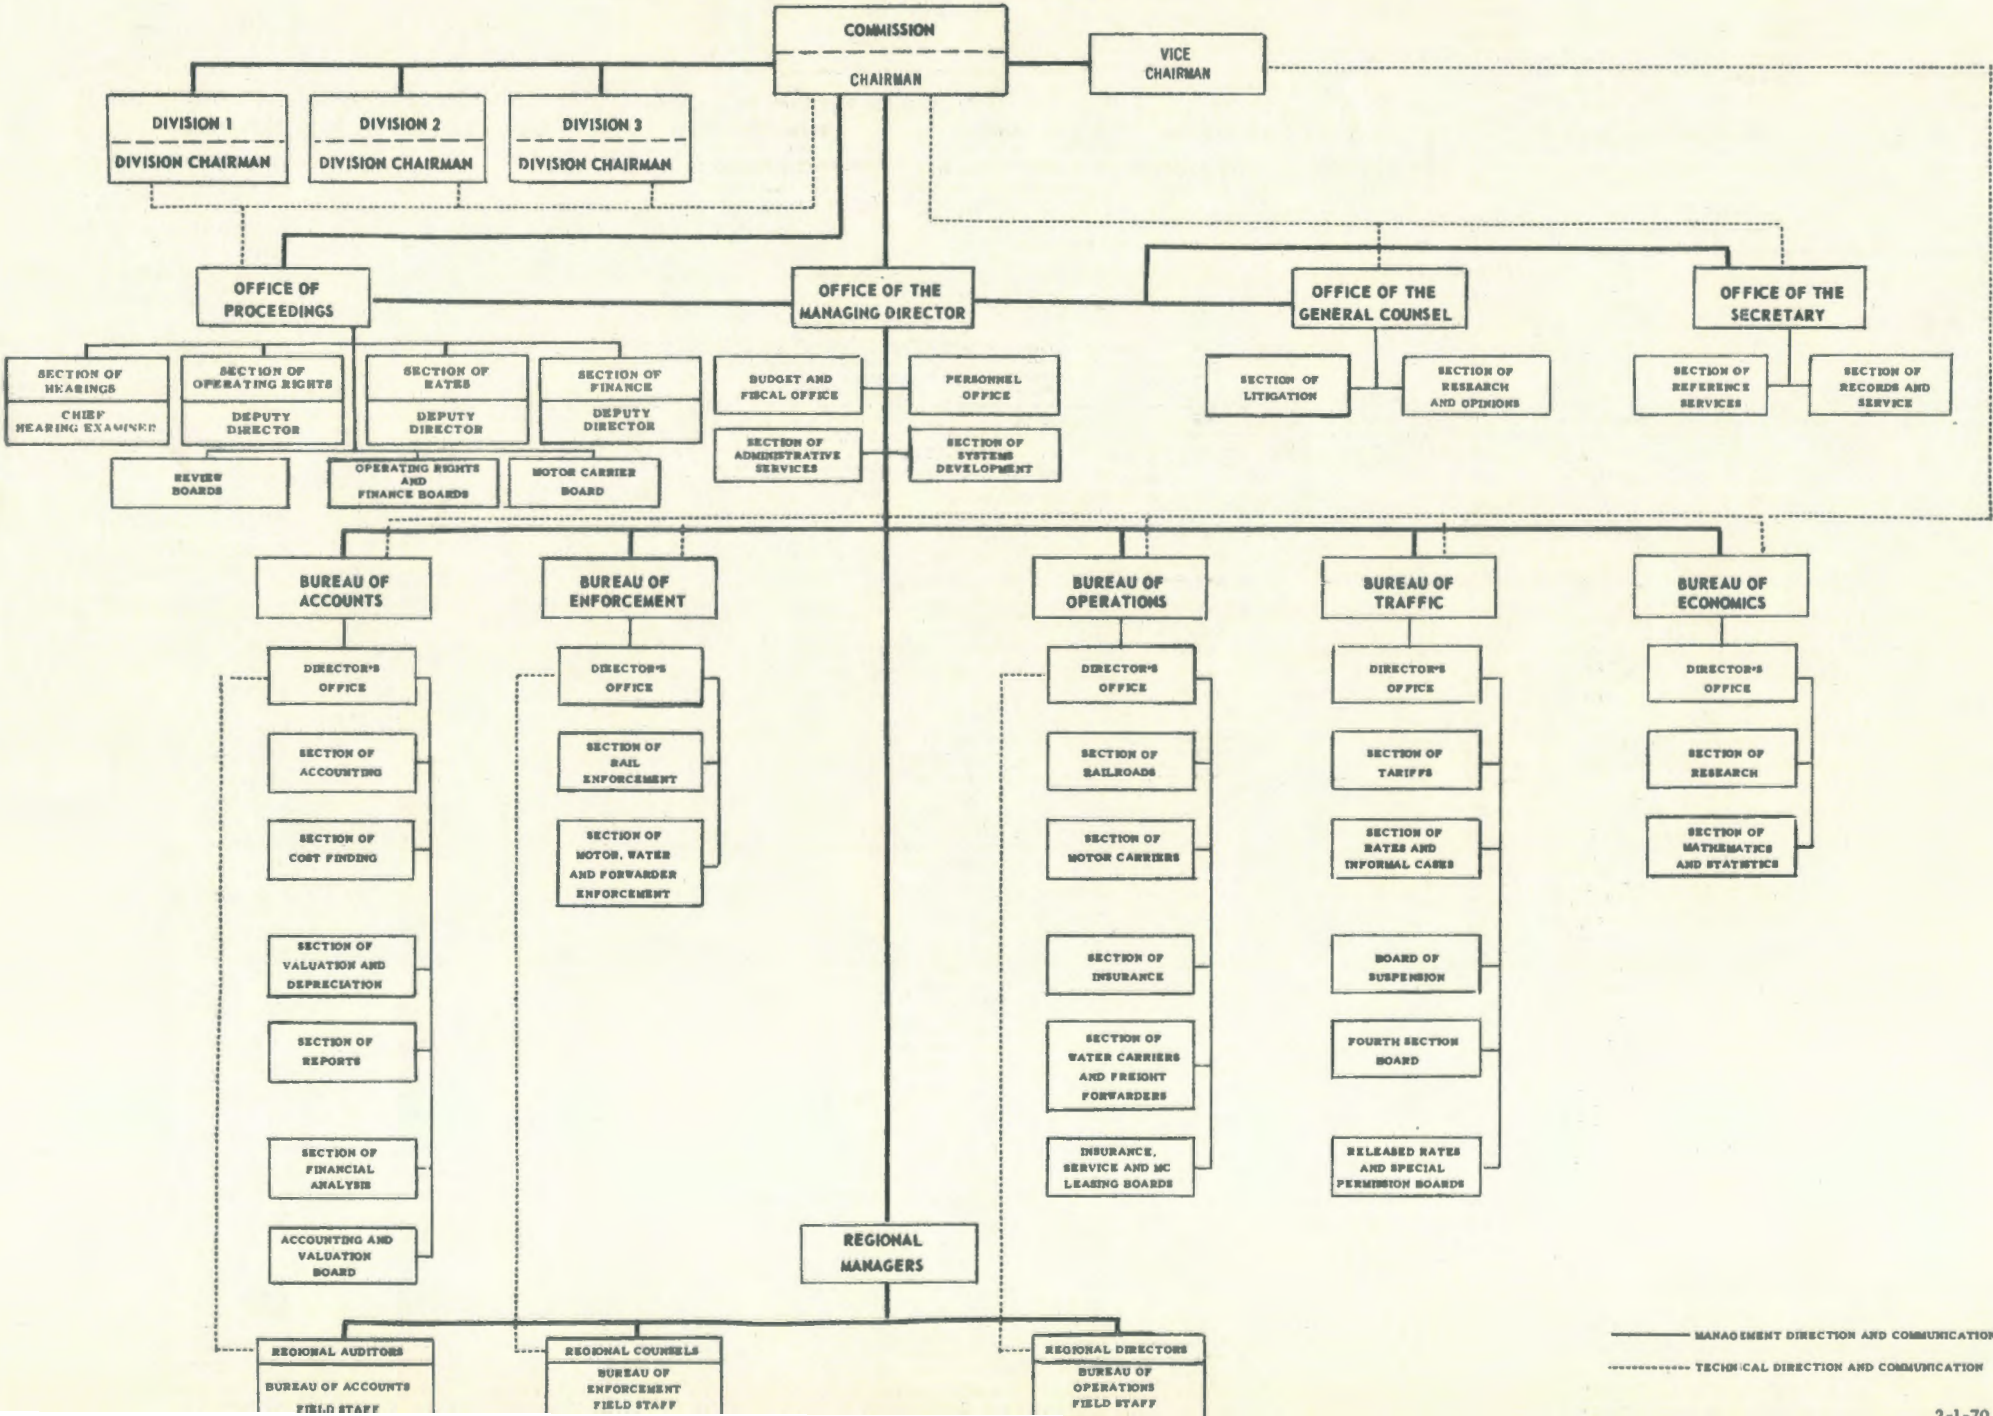 COMMISSION
CHAIRMAN
VICE
CHAIRMAN
DIVISION 1
DIVISION CHAIRMAN
DIVISION 2
DIVISION CHAIRMAN
DIVISION 3
DIVISION CHAIRMAN
OFFICE OF
PROCEEDINGS
OFFICE OF THE
MANAGING DIRECTOR
OFFICE OF THE
GENERAL COUNSEL
OFFICE OF THE
SECRETARY
SECTION OF
HEARINGS
CHIEF
HEARING EXAMINER
SECTION OF
OPERATING RIGHTS
DEPUTY
DIRECTOR
SECTION OF
RATES
DEPUTY
DIRECTOR
SECTION OF
FINANCE
DEPUTY
DIRECTOR
BUDGET AND
FISCAL OFFICE
PERSONNEL
OFFICE
SECTION OF
LITIGATION
SECTION OF
RESEARCH
AND OPINIONS
SECTION OF
REFERENCE
SERVICES
SECTION OF
RECORDS AND
SERVICE
REVIEW
BOARDS
OPERATING RIGHTS
AND
FINANCE BOARDS
MOTOR CARRIER
BOARD
SECTION OF
ADMINISTRATIVE
SERVICES
SECTION OF
SYSTEMS
DEVELOPMENT
BUREAU OF
ACCOUNTS
DIRECTOR'S
OFFICE
SECTION OF
ACCOUNTING
SECTION OF
COST FINDING
SECTION OF
VALUATION AND
DEPRECIATION
SECTION OF
REPORTS
SECTION OF
FINANCIAL
ANALYSIS
ACCOUNTING AND
VALUATION
BOARD
BUREAU OF
ENFORCEMENT
DIRECTOR'S
OFFICE
SECTION OF
RAIL
ENFORCEMENT
SECTION OF
MOTOR, WATER
AND FORWARDER
ENFORCEMENT
BUREAU OF
OPERATIONS
DIRECTOR'S
OFFICE
SECTION OF
RAILROADS
SECTION OF
MOTOR CARRIERS
SECTION OF
INSURANCE
SECTION OF
WATER CARRIERS
AND FREIGHT
FORWARDERS
INSURANCE,
SERVICE AND MC
LEASING BOARDS
BUREAU OF
TRAFFIC
DIRECTOR'S
OFFICE
SECTION OF
TARIFFS
SECTION OF
RATES AND
INFORMAL CASES
BOARD OF
SUSPENSION
FOURTH SECTION
BOARD
RELEASED RATES
AND SPECIAL
PERMISSION BOARDS
BUREAU OF
ECONOMICS
DIRECTOR'S
OFFICE
SECTION OF
RESEARCH
SECTION OF
MATHEMATICS
AND STATISTICS
REGIONAL
MANAGERS
REGIONAL AUDITORS
BUREAU OF ACCOUNTS
FIELD STAFF
REGIONAL COUNSELS
BUREAU OF
ENFORCEMENT
FIELD STAFF
REGIONAL DIRECTORS
BUREAU OF
OPERATIONS
FIELD STAFF
MANAGEMENT DIRECTION AND COMMUNICATION
TECHNICAL DIRECTION AND COMMUNICATION